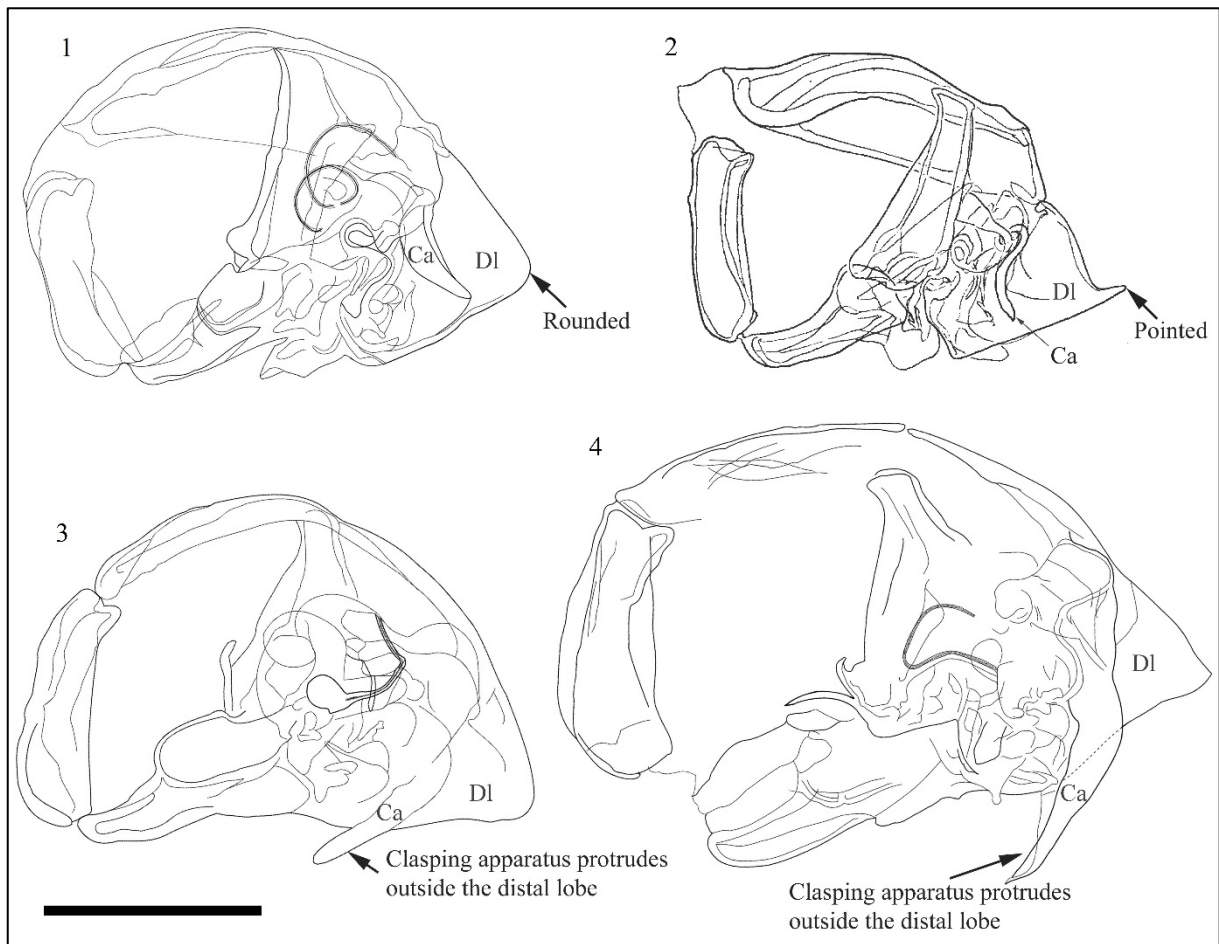 1
Ca
Dl
Rounded
2
Dl
Ca
Pointed
3
Dl
Ca
Clasping apparatus protrudes
outside the distal lobe
4
Dl
Ca
Clasping apparatus protrudes
outside the distal lobe